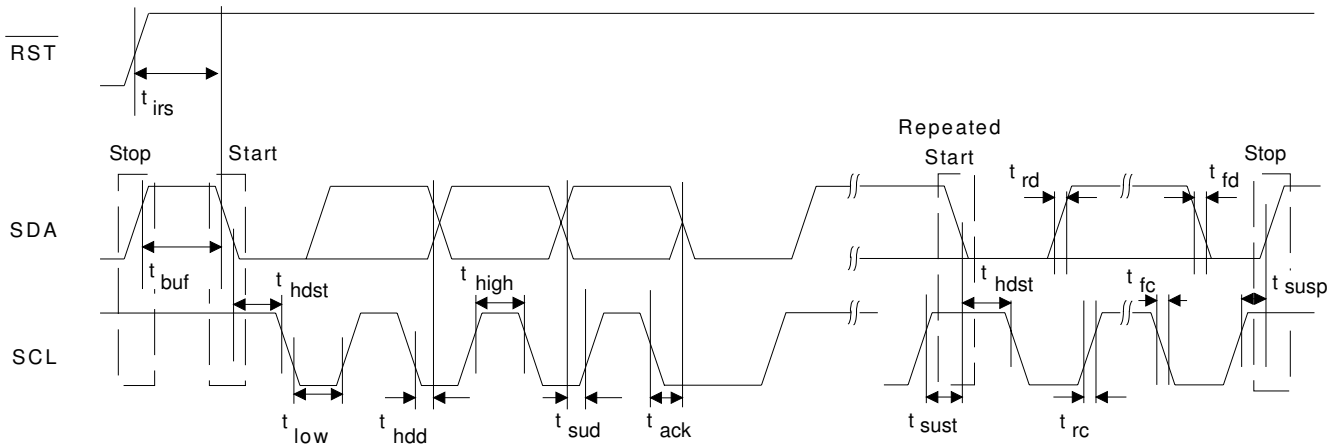 RST
t irs
Repeated
Stop Start Start Stop
t rd t fd
SDA
t buf t hdst t high t hdst t fc t susp
SCL
t low t hdd t sud t ack t sust t rc